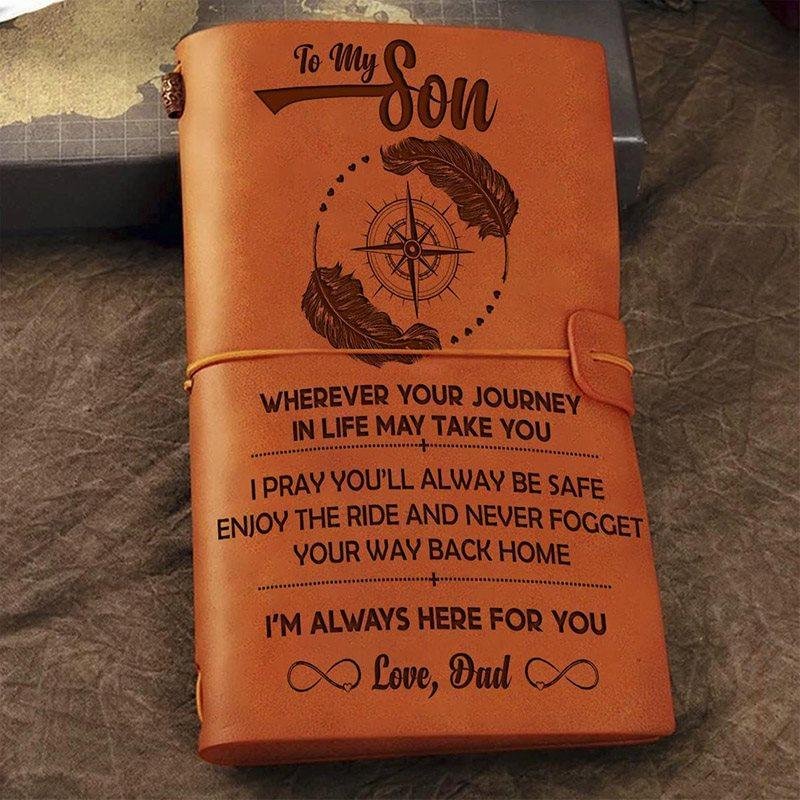 To My Son
WHEREVER YOUR JOURNEY
IN LIFE MAY TAKE YOU
I PRAY YOU'LL ALWAY BE SAFE
ENJOY THE RIDE AND NEVER FOGGET
YOUR WAY BACK HOME
I'M ALWAYS HERE FOR YOU
Love, Dad